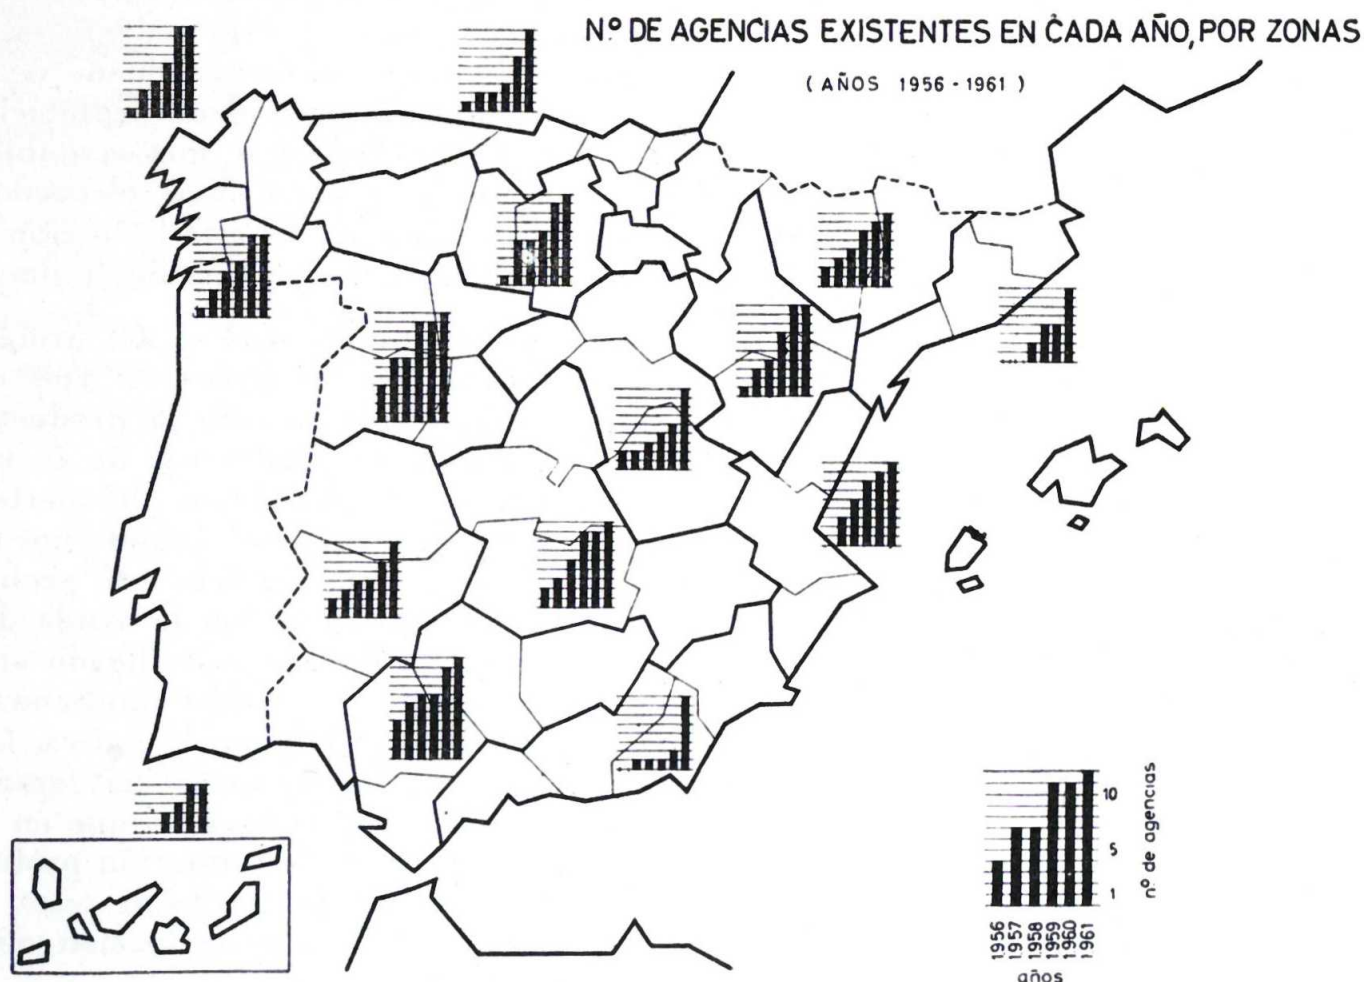 Nº DE AGENCIAS EXISTENTES EN CADA AÑO, POR ZONAS
( AÑOS 1956 - 1961 )
10
5
1
nº de agencias
1956
1957
1958
1959
1960
1961
años